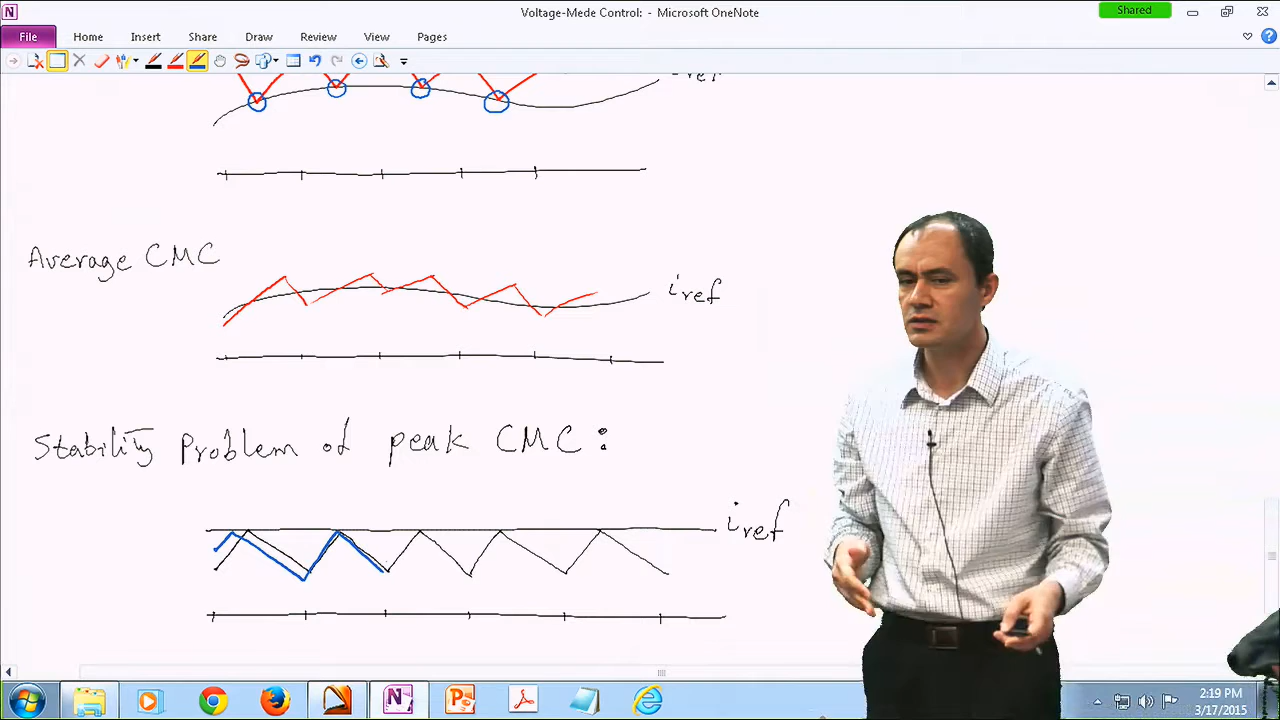 Voltage-Mede Control: - Microsoft OneNote
Shared
File Home Insert Share Draw Review View Pages
iref
Average CMC
iref
Stability Problem of peak CMC:
iref
2:19 PM
3/17/2015